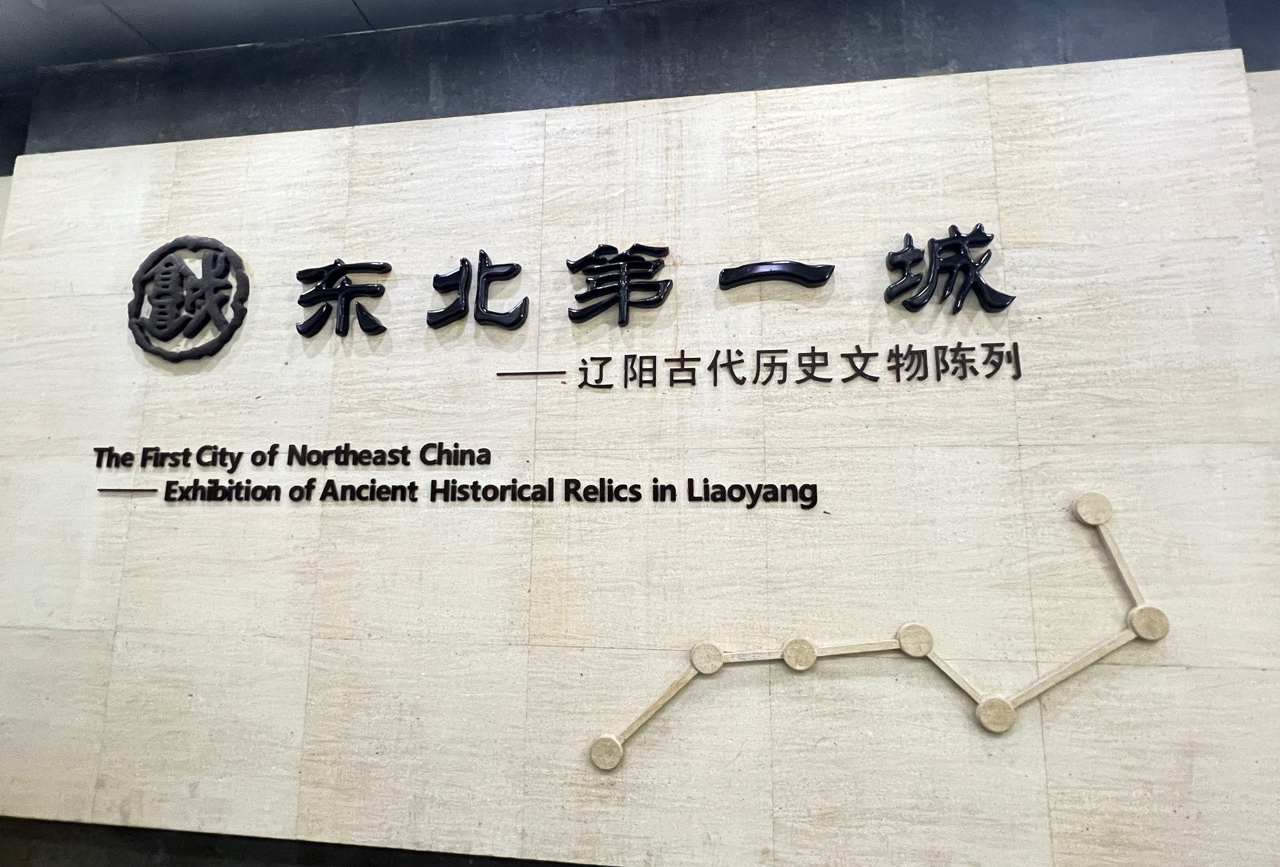 东北第一城
——辽阳古代历史文物陈列
The First City of Northeast China
——Exhibition of Ancient Historical Relics in Liaoyang